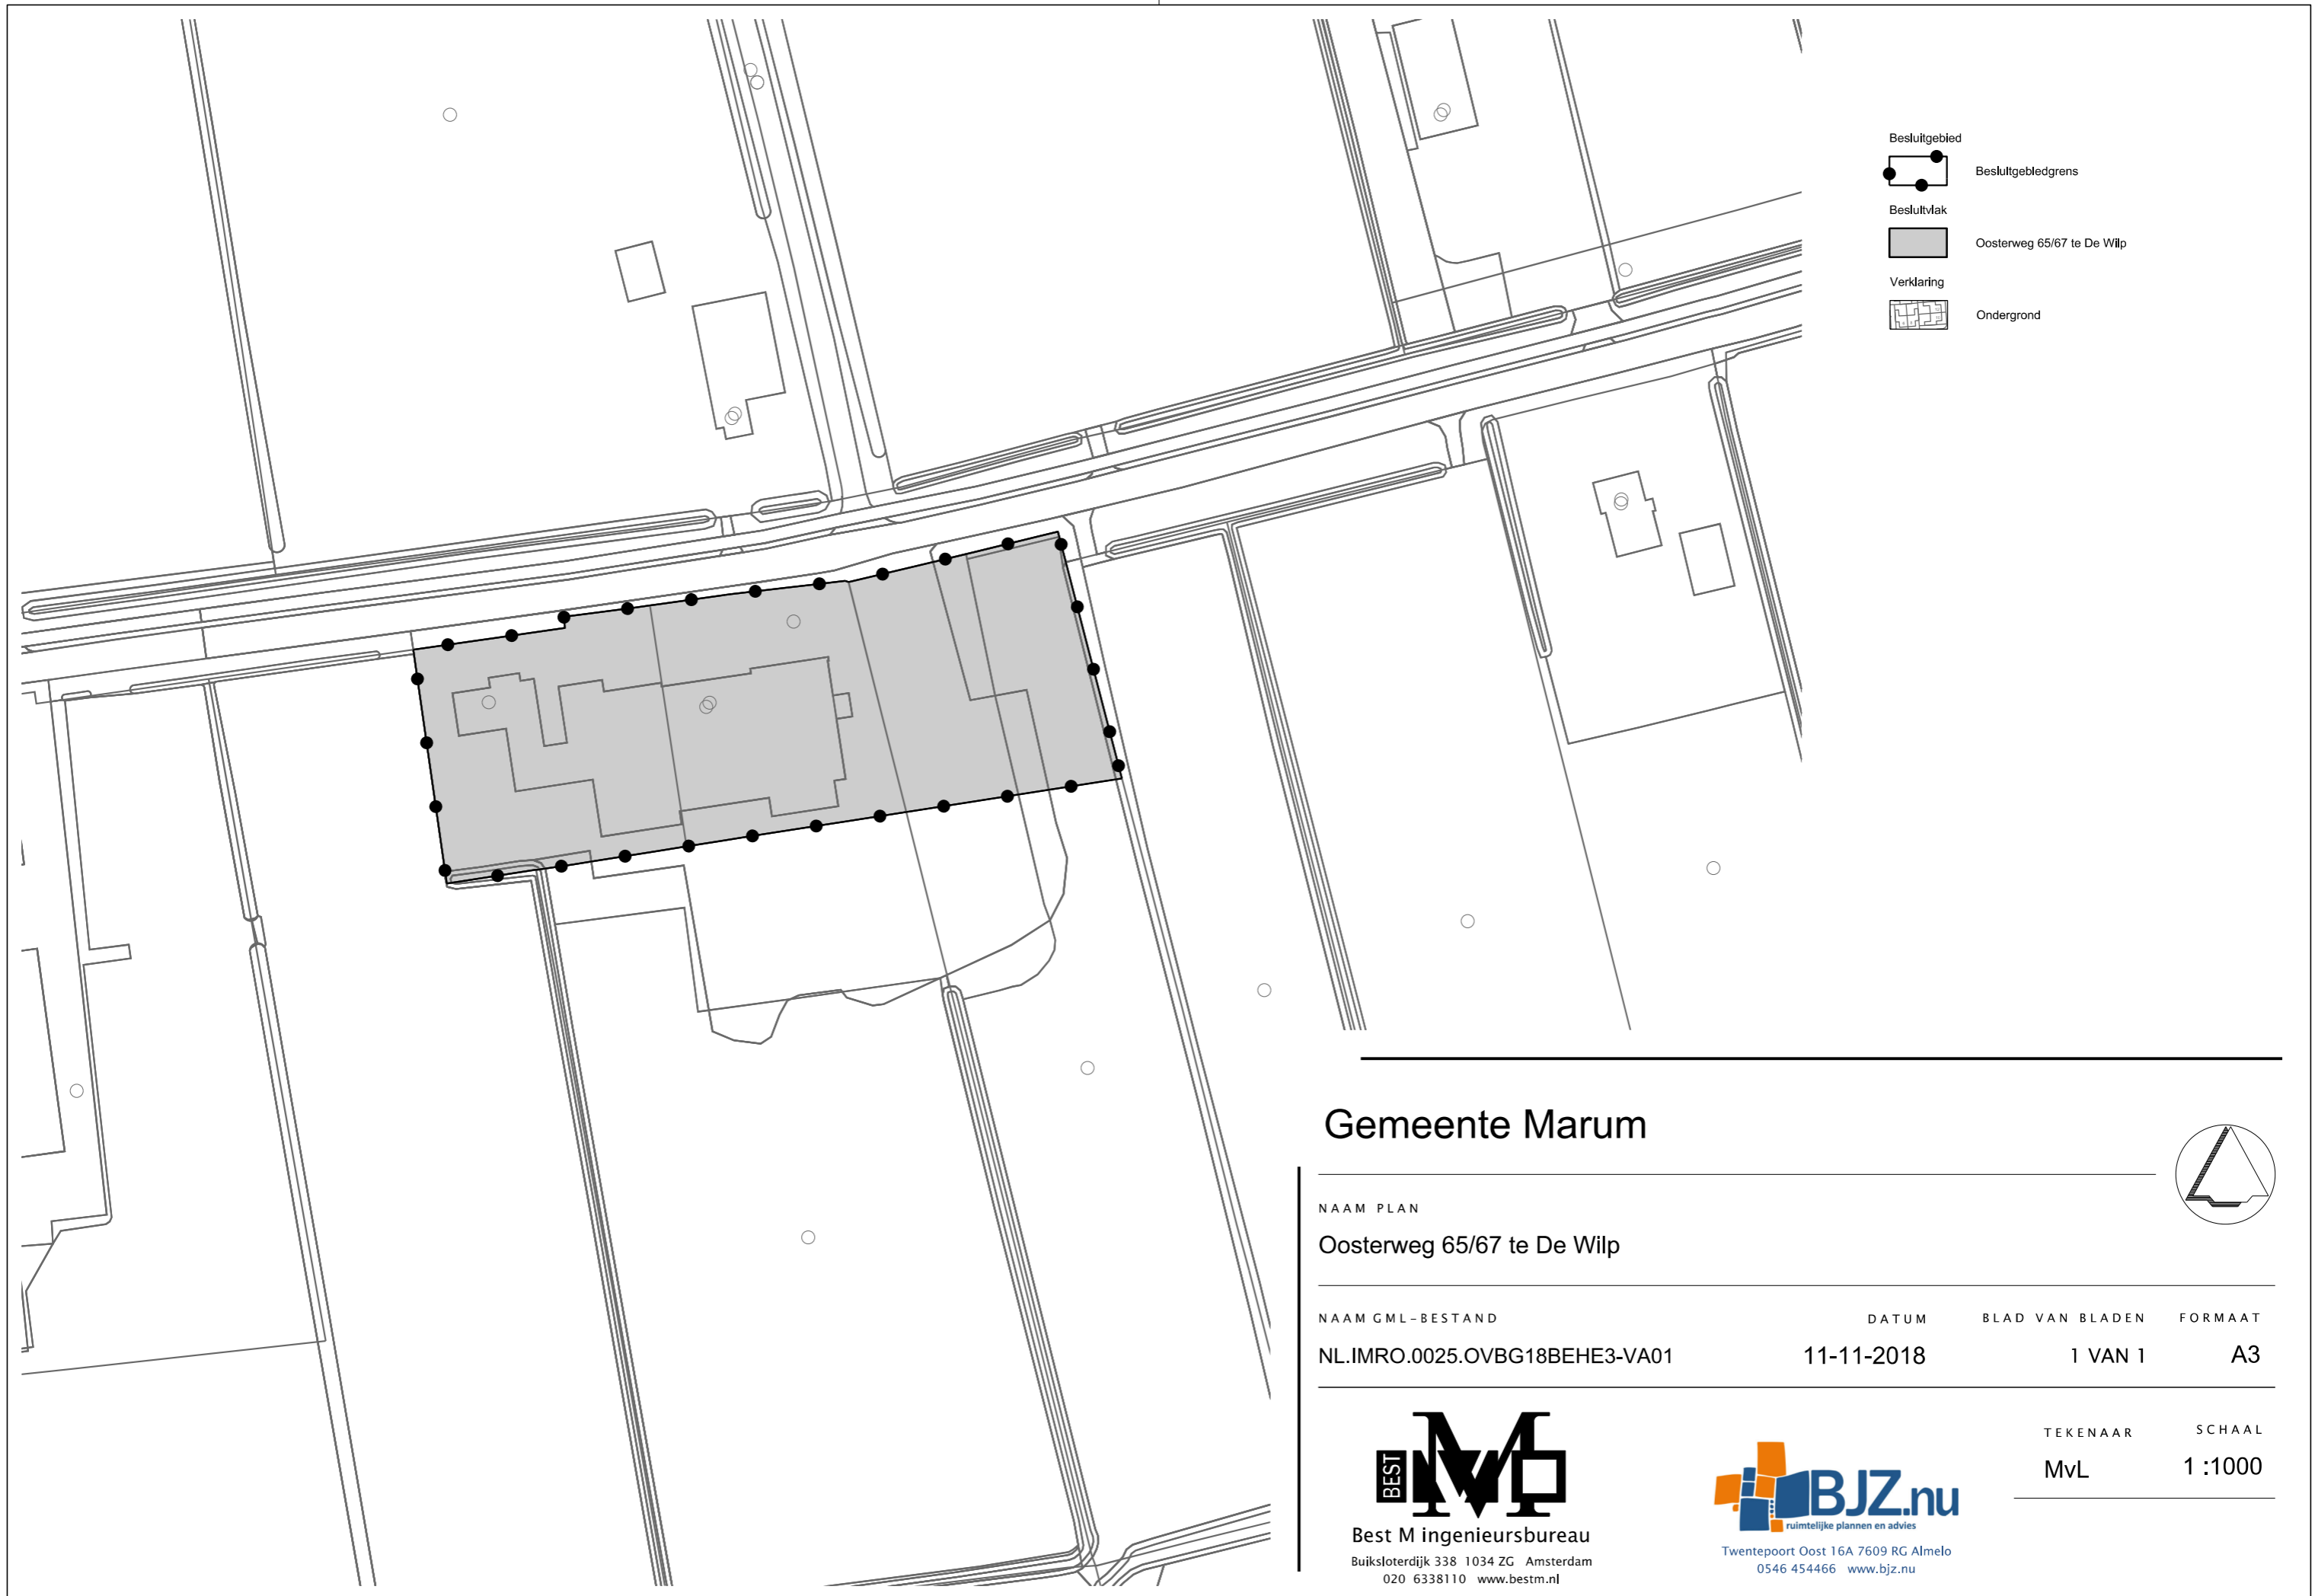 Besluitgebied
Besluitgebiedgrens
Besluitvlak
Oosterweg 65/67 te De Wilp
Verklaring
Ondergrond
Gemeente Marum
NAAM PLAN
Oosterweg 65/67 te De Wilp
NAAM GML-BESTAND
NL.IMRO.0025.OVBG18BEHE3-VA01
DATUM
11-11-2018
BLAD VAN BLADEN
1 VAN 1
FORMAAT
A3
BEST M
Best M ingenieursbureau
Buiksloterdijk 338 1034 ZG Amsterdam
020 6338110 www.bestm.nl
BJZ.nu
ruimtelijke plannen en advies
Twentepoort Oost 16A 7609 RG Almelo
0546 454466 www.bjz.nu
TEKENAAR
MvL
SCHAAL
1 :1000